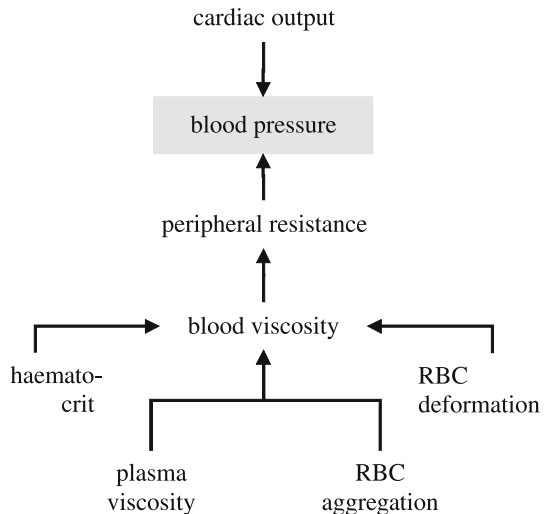 cardiac output
blood pressure
peripheral resistance
blood viscosity
haemato-
crit
RBC
deformation
plasma
viscosity
RBC
aggregation